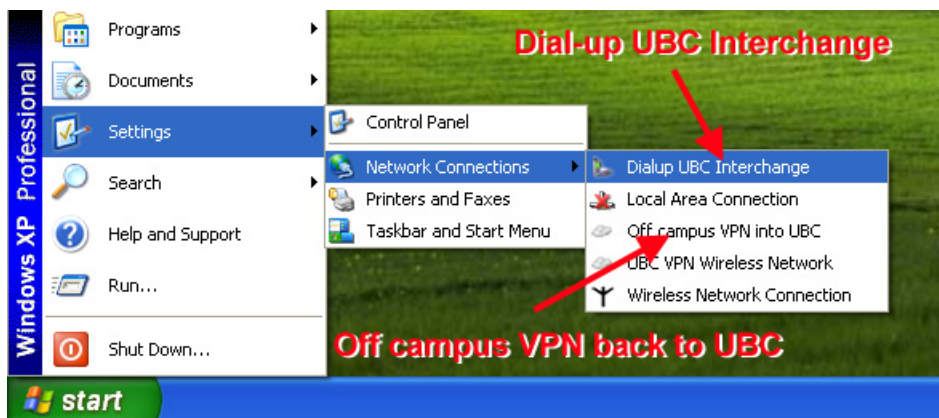 Windows XP Professional
Programs
Documents
Settings
Search
Help and Support
Run...
Shut Down...
start
Control Panel
Network Connections
Printers and Faxes
Taskbar and Start Menu
Dial-up UBC Interchange
Dialup UBC Interchange
Local Area Connection
Off campus VPN into UBC
UBC VPN Wireless Network
Wireless Network Connection
Off campus VPN back to UBC